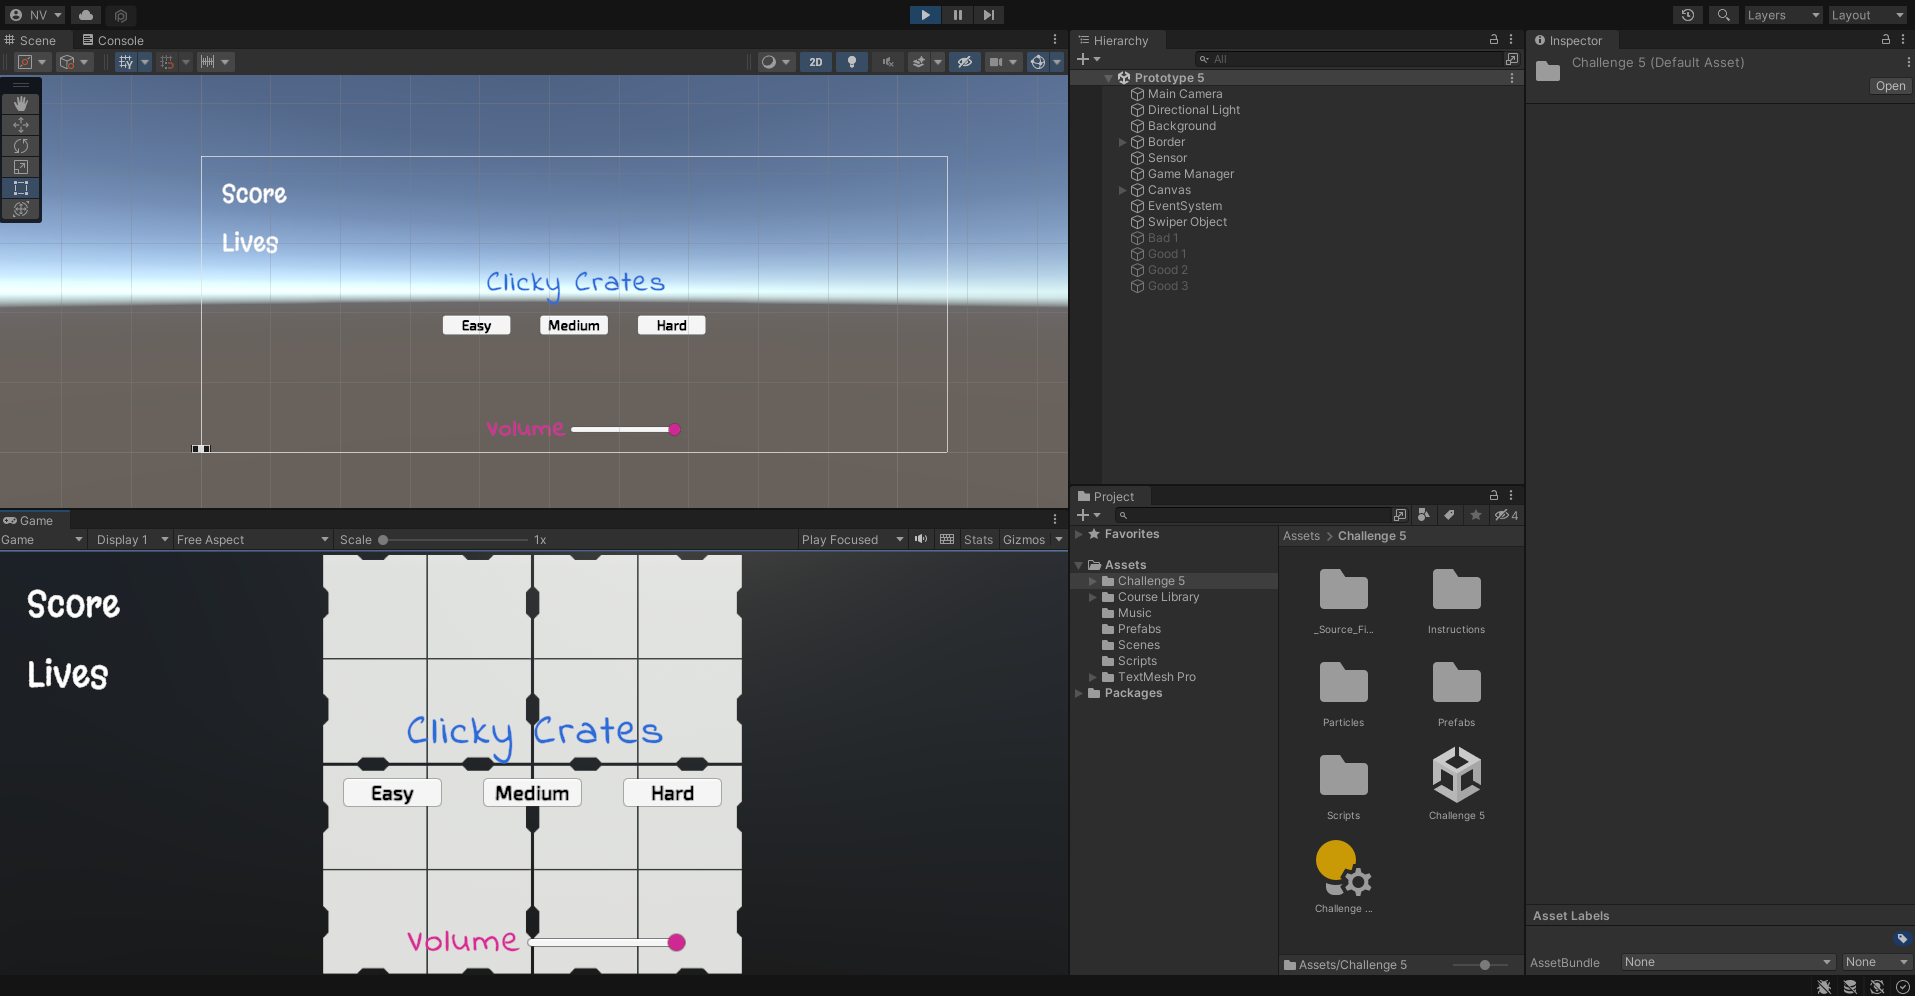 NV
Layers
Layout
Scene
Console
2D
Score
Lives
Clicky Crates
Easy
Medium
Hard
Volume
Game
Game
Display 1
Free Aspect
Scale
1x
Play Focused
Stats
Gizmos
Score
Lives
Clicky Crates
Easy
Medium
Hard
Volume
Hierarchy
All
Prototype 5
Main Camera
Directional Light
Background
Border
Sensor
Game Manager
Canvas
EventSystem
Swiper Object
Bad 1
Good 1
Good 2
Good 3
Project
4
Favorites
Assets
Challenge 5
Course Library
Music
Prefabs
Scenes
Scripts
TextMesh Pro
Packages
Assets > Challenge 5
_Source_Fi...
Instructions
Particles
Prefabs
Scripts
Challenge 5
Challenge ...
Assets/Challenge 5
Inspector
Challenge 5 (Default Asset)
Open
Asset Labels
AssetBundle
None
None